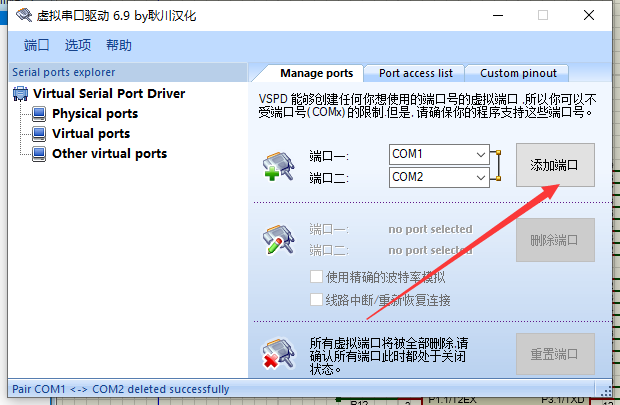 虚拟串口驱动 6.9 by耿川汉化
端口 选项 帮助
Serial ports explorer
Virtual Serial Port Driver
Physical ports
Virtual ports
Other virtual ports
Manage ports Port access list Custom pinout
VSPD 能够创建任何你想使用的端口号的虚拟端口,所以你可以不
受端口号(COMx)的限制,但是,请确保你的程序支持这些端口号。
端口一: COM1 添加端口
端口二: COM2
端口一: no port selected 删除端口
端口二: no port selected
使用精确的波特率模拟
线路中断/重新恢复连接
所有虚拟端口将被全部删除,请
确认所有端口此时都处于关闭 重置端口
状态。
Pair COM1 <-> COM2 deleted successfully
P1.1/12EX P3.1/TXD